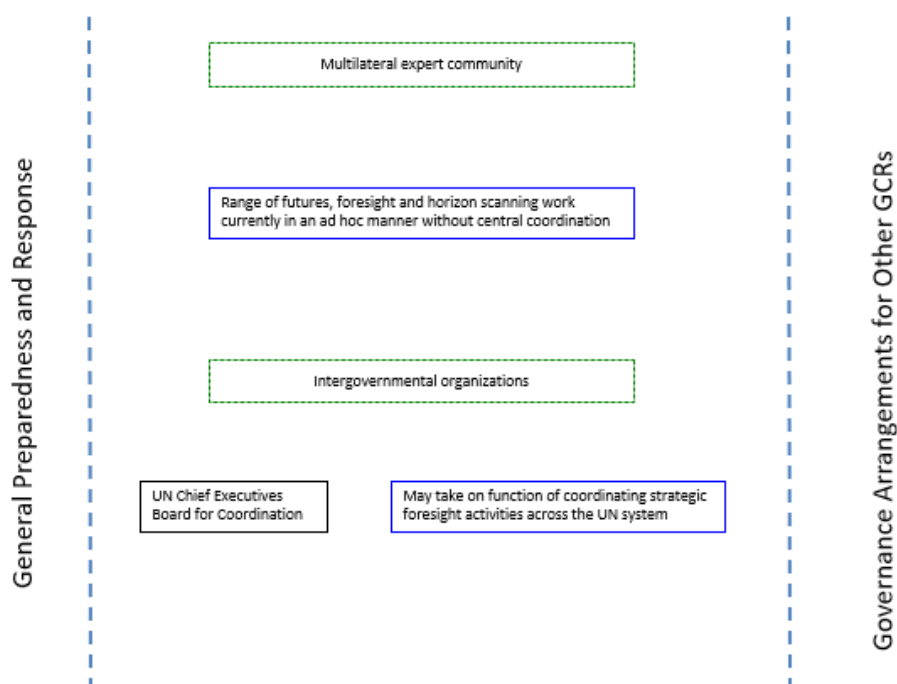 General Preparedness and Response
Multilateral expert community
Range of futures, foresight and horizon scanning work
currently in an ad hoc manner without central coordination
Intergovernmental organizations
UN Chief Executives
Board for Coordination
May take on function of coordinating strategic
foresight activities across the UN system
Governance Arrangements for Other GCRs